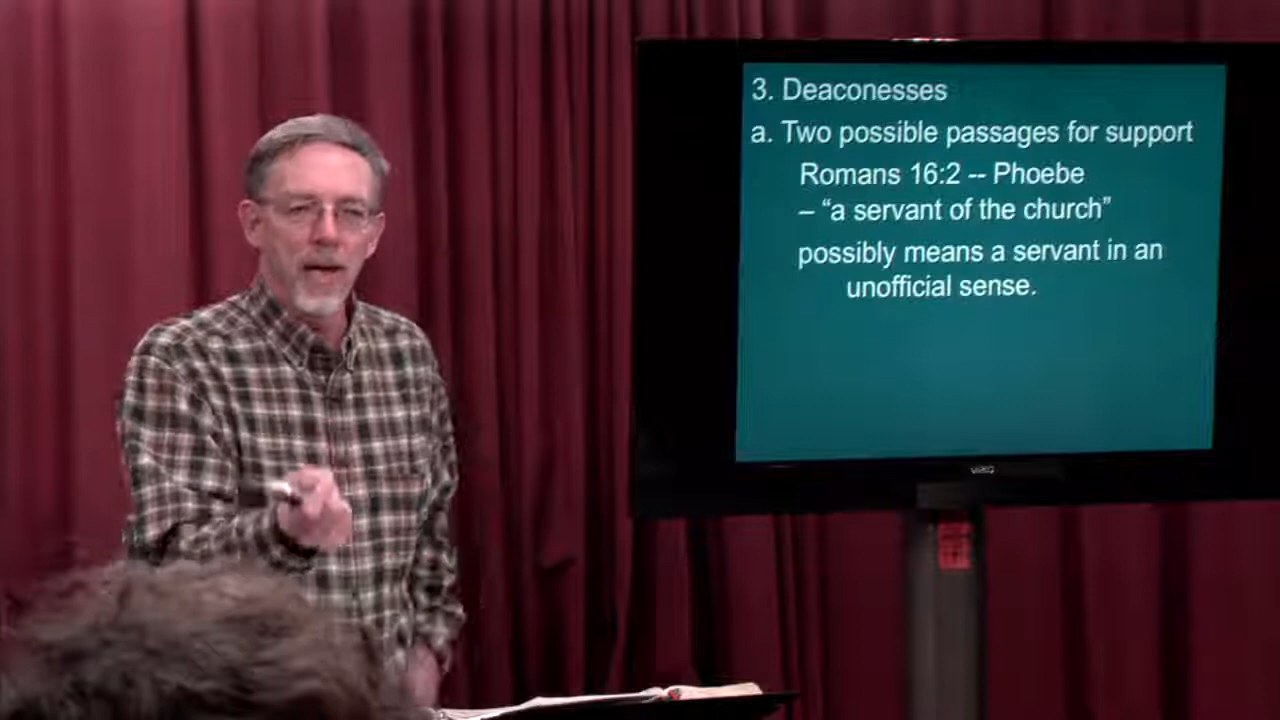 3. Deaconesses
a. Two possible passages for support
Romans 16:2 -- Phoebe
– “a servant of the church”
possibly means a servant in an
unofficial sense.
VIZIO